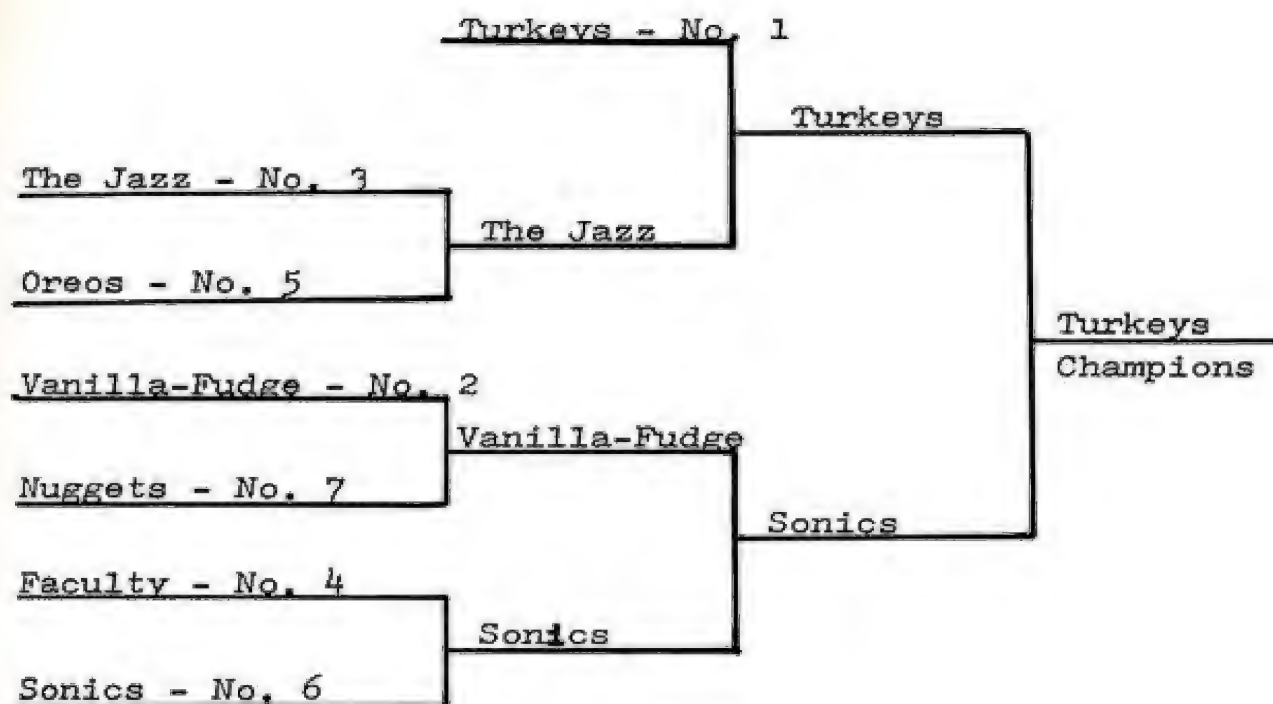 Turkeys - No. 1
Turkeys
The Jazz - No. 3
The Jazz
Oreos - No. 5
Turkeys
Champions
Vanilla-Fudge - No. 2
Vanilla-Fudge
Nuggets - No. 7
Sonics
Faculty - No. 4
Sonics
Sonics - No. 6